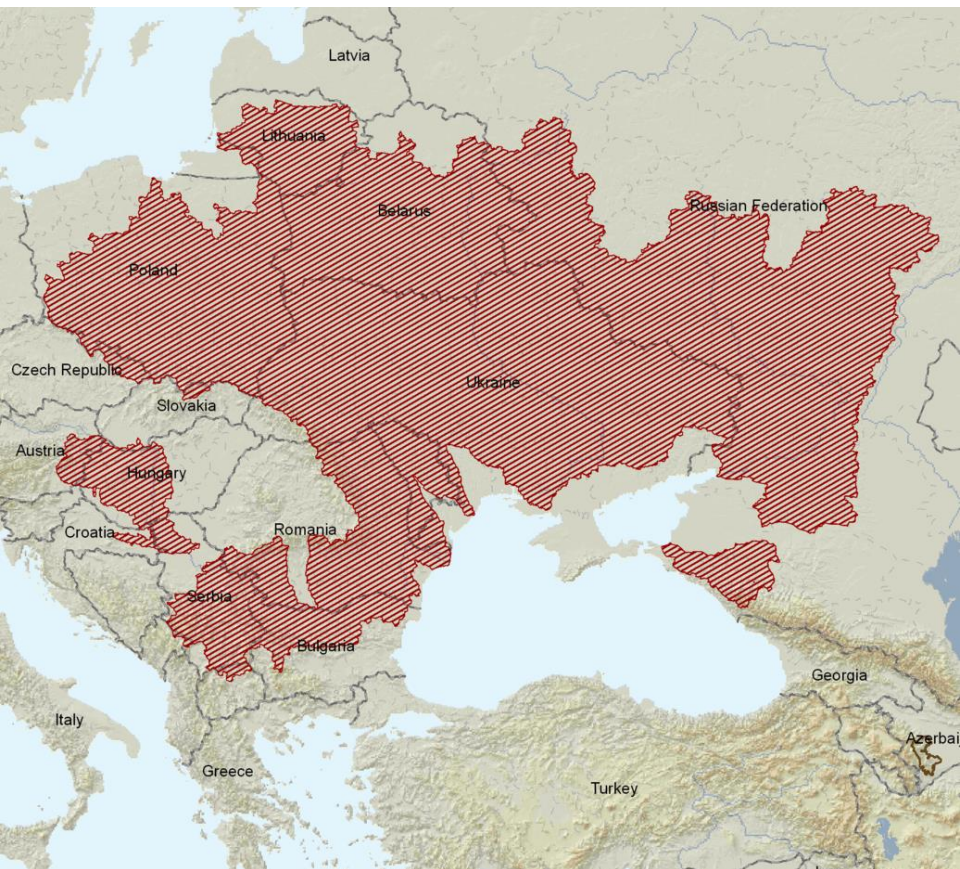 Latvia
Lithuania
Russian Federation
Belarus
Poland
Czech Republic
Ukraine
Slovakia
Austria
Hungary
Romania
Croatia
Serbia
Bulgaria
Georgia
Italy
Azerbaij
Greece
Turkey